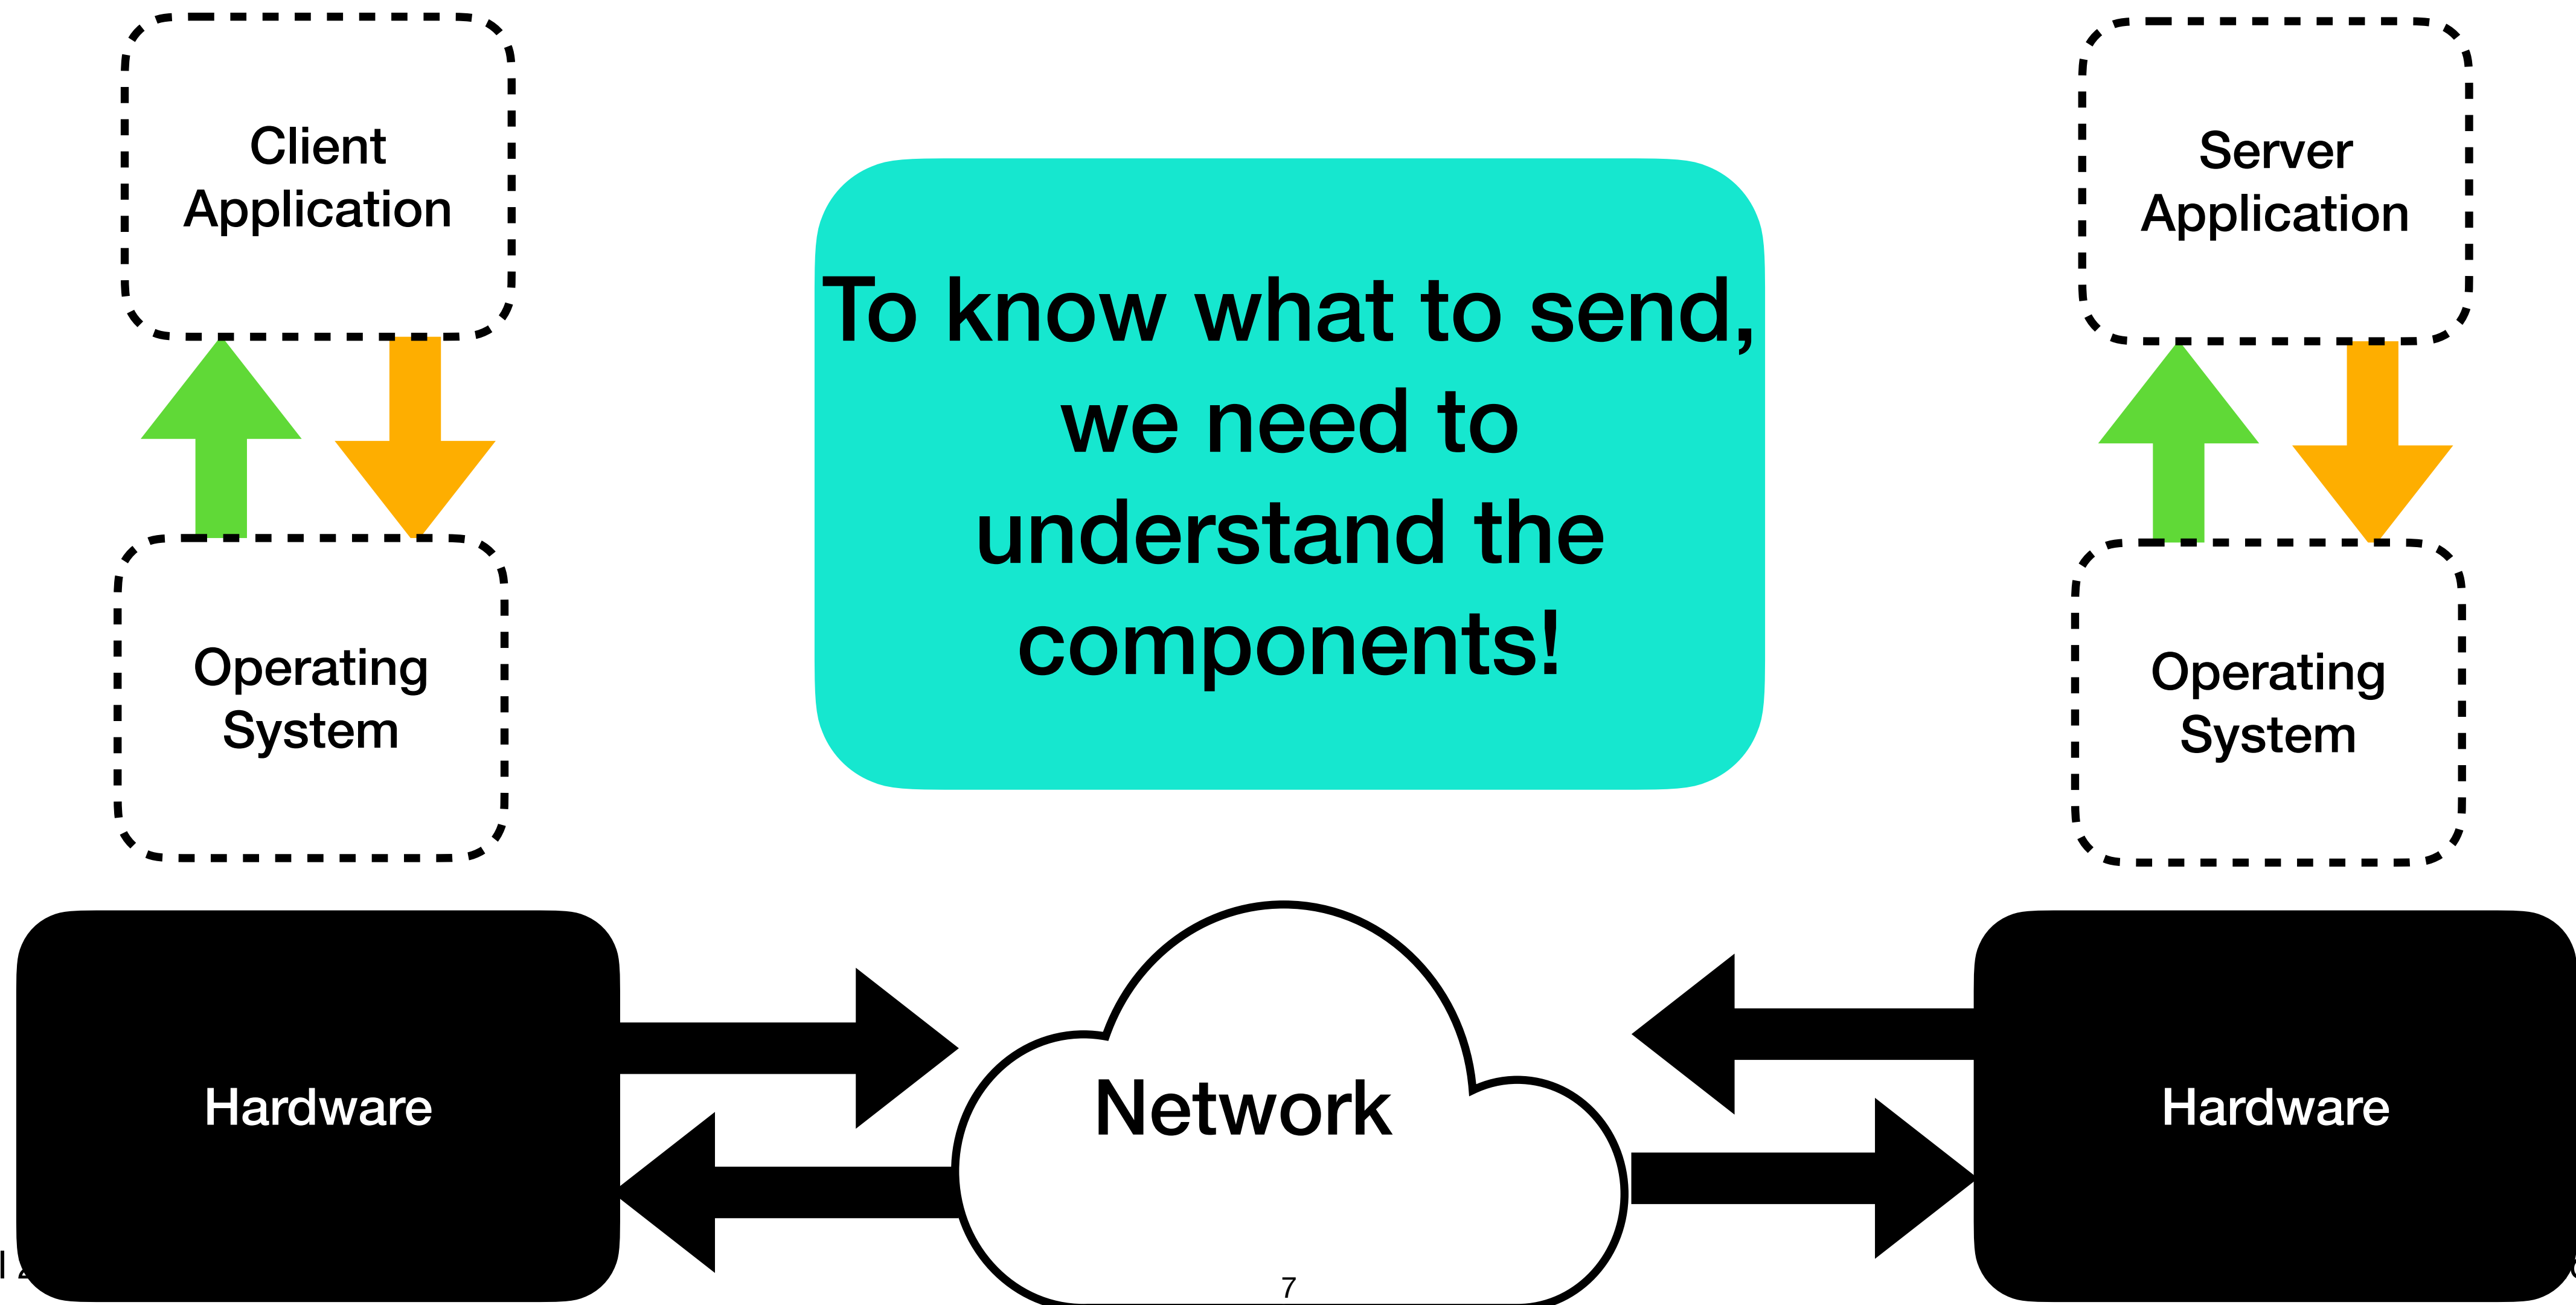 Client
Application
Server
Application
To know what to send,
we need to
understand the
components!
Operating
System
Operating
System
Hardware
Network
Hardware
7